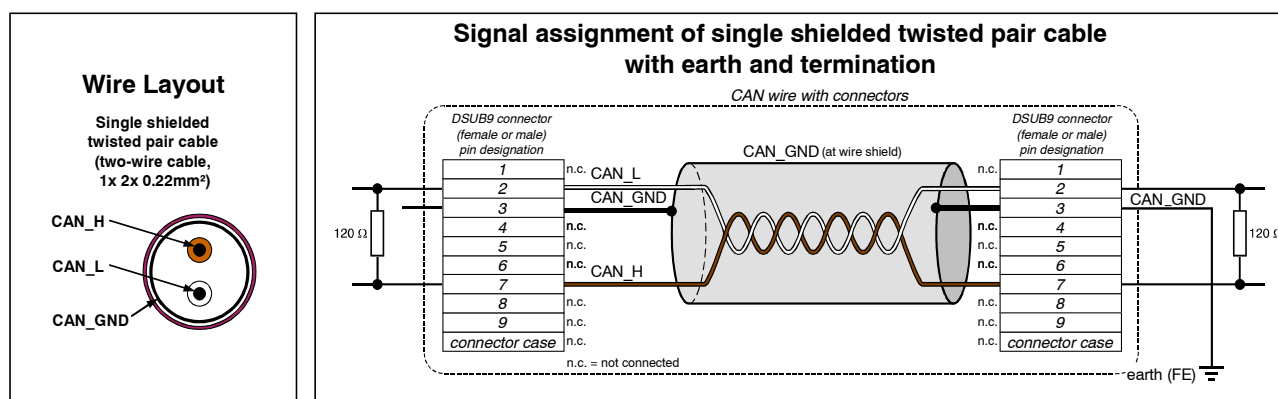 Wire Layout
Single shielded
twisted pair cable
(two-wire cable,
1x 2x 0.22mm²)
CAN_H
CAN_L
CAN_GND
Signal assignment of single shielded twisted pair cable
with earth and termination
CAN wire with connectors
DSUB9 connector
(female or male)
pin designation
1
2
3
4
5
6
7
8
9
connector case
n.c.
CAN_L
CAN_GND
n.c.
n.c.
n.c.
CAN_H
n.c.
n.c.
n.c.
n.c. = not connected
120 Ω
CAN_GND (at wire shield)
DSUB9 connector
(female or male)
pin designation
n.c.
n.c.
n.c.
n.c.
n.c.
n.c.
n.c.
1
2
3
4
5
6
7
8
9
connector case
CAN_GND
120 Ω
earth (FE)